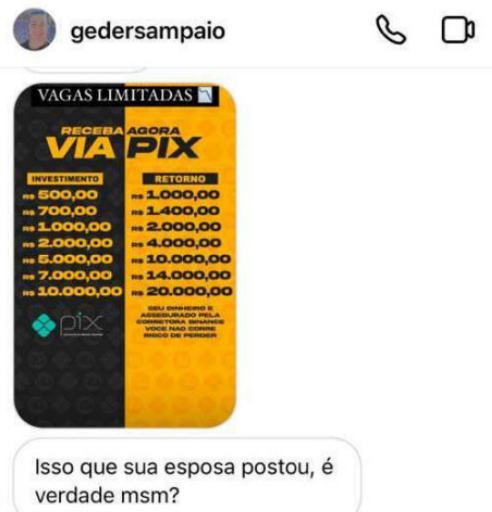 gedersampaio
VAGAS LIMITADAS
RECEBA AGORA
VIA PIX
INVESTIMENTO RETORNO
R$ 500,00 R$ 1.000,00
R$ 700,00 R$ 1.400,00
R$ 1.000,00 R$ 2.000,00
R$ 2.000,00 R$ 4.000,00
R$ 5.000,00 R$ 10.000,00
R$ 7.000,00 R$ 14.000,00
R$ 10.000,00 R$ 20.000,00
pix
SEU DINHEIRO E
ASSEGURADO PELA
CORRETORA BINANCE
VOCE NAO CORRE
RISCO DE PERDER
Isso que sua esposa postou, é
verdade msm?